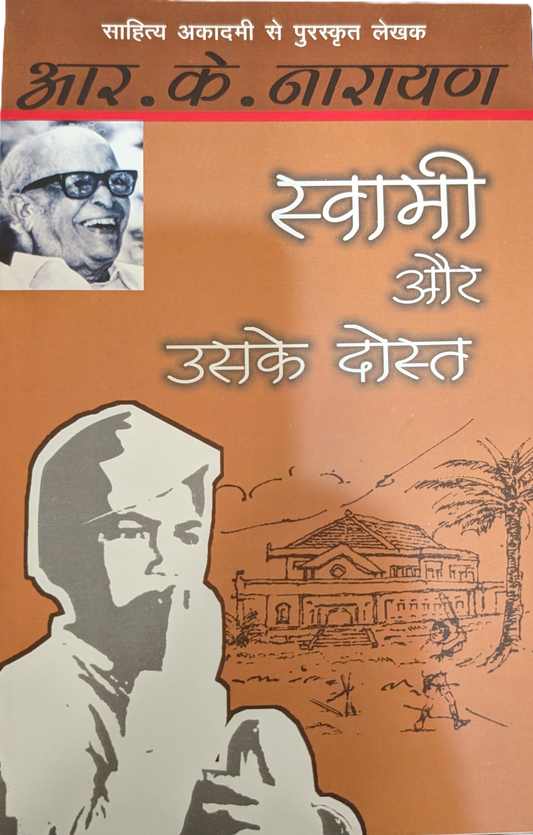 साहित्य अकादमी से पुरस्कृत लेखक
आर. के. नारायण
स्वामी
और
उसके दोस्त